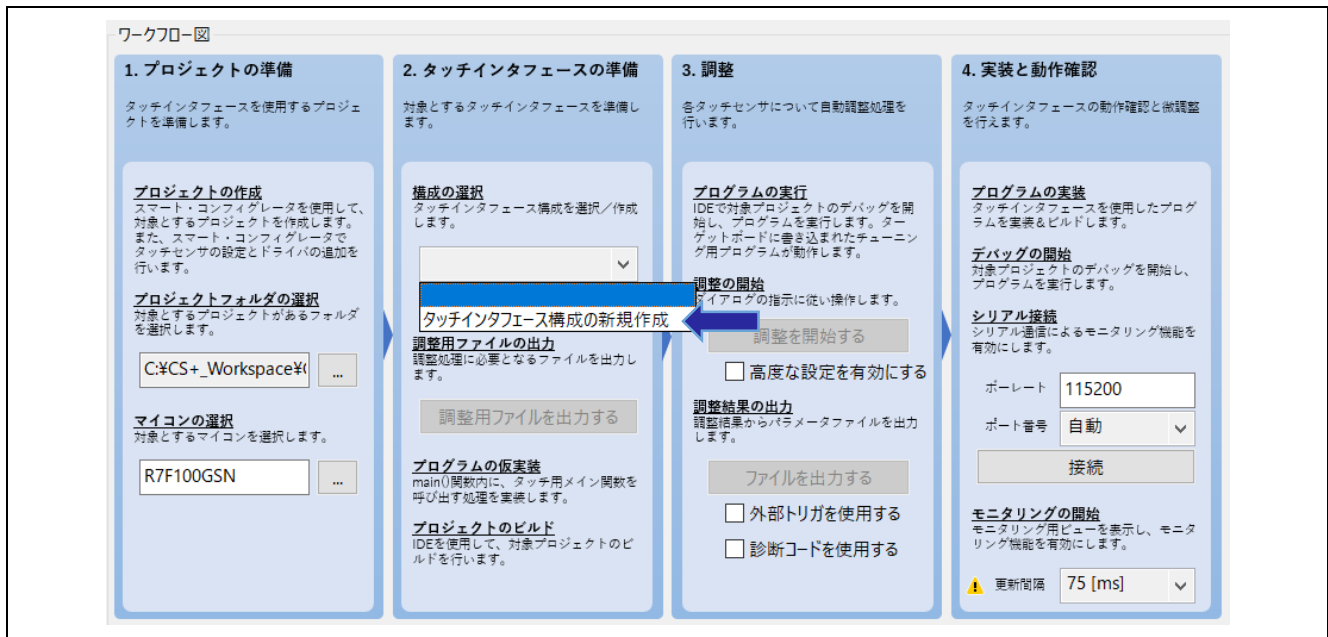 ワークフロー図
1. プロジェクトの準備
タッチインタフェースを使用するプロジェ
クトを準備します。
プロジェクトの作成
スマート・コンフィグレータを使用して、
対象とするプロジェクトを作成します。
また、スマート・コンフィグレータで
タッチセンサの設定とドライバの追加を
行います。
プロジェクトフォルダの選択
対象とするプロジェクトがあるフォルダ
を選択します。
C:¥CS+_Workspace¥(
...
マイコンの選択
対象とするマイコンを選択します。
R7F100GSN
...
2. タッチインタフェースの準備
対象とするタッチインタフェースを準備し
ます。
構成の選択
タッチインタフェース構成を選択／作成
します。
タッチインタフェース構成の新規作成
調整用ファイルの出力
調整処理に必要となるファイルを出力し
ます。
調整用ファイルを出力する
プログラムの仮実装
main()関数内に、タッチ用メイン関数を
呼び出す処理を実装します。
プロジェクトのビルド
IDEを使用して、対象プロジェクトのビ
ルドを行います。
3. 調整
各タッチセンサについて自動調整処理を
行います。
プログラムの実行
IDEで対象プロジェクトのデバッグを開
始し、プログラムを実行します。ター
ゲットボードに書き込まれたチューニン
グ用プログラムが動作します。
調整の開始
ダイアログの指示に従い操作します。
調整を開始する
高度な設定を有効にする
調整結果の出力
調整結果からパラメータファイルを出力
します。
ファイルを出力する
外部トリガを使用する
診断コードを使用する
4. 実装と動作確認
タッチインタフェースの動作確認と微調整
を行えます。
プログラムの実装
タッチインタフェースを使用したプログ
ラムを実装&ビルドします。
デバッグの開始
対象プロジェクトのデバッグを開始し、
プログラムを実行します。
シリアル接続
シリアル通信によるモニタリング機能を
有効にします。
ボーレート 115200
ポート番号 自動
接続
モニタリングの開始
モニタリング用ビューを表示し、モニタ
リング機能を有効にします。
更新間隔 75 [ms]